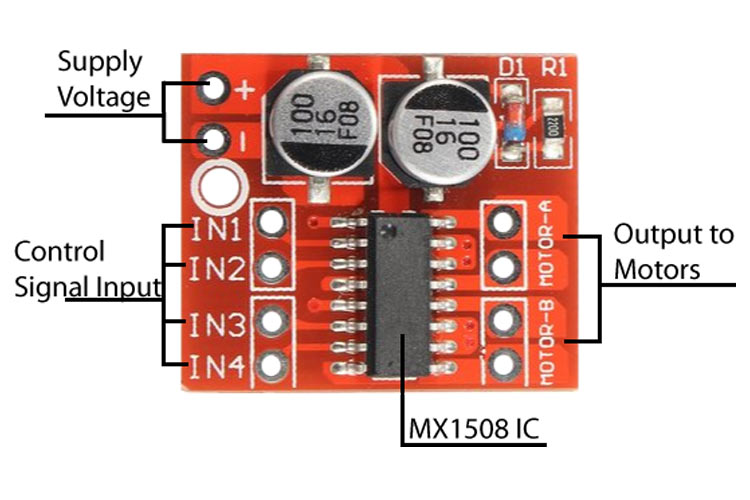 Supply
Voltage
+
-
100
16
F08
100
16
F08
D1
R1
2200
IN1
IN2
IN3
IN4
MOTOR-A
MOTOR-B
Control
Signal Input
Output to
Motors
MX1508 IC